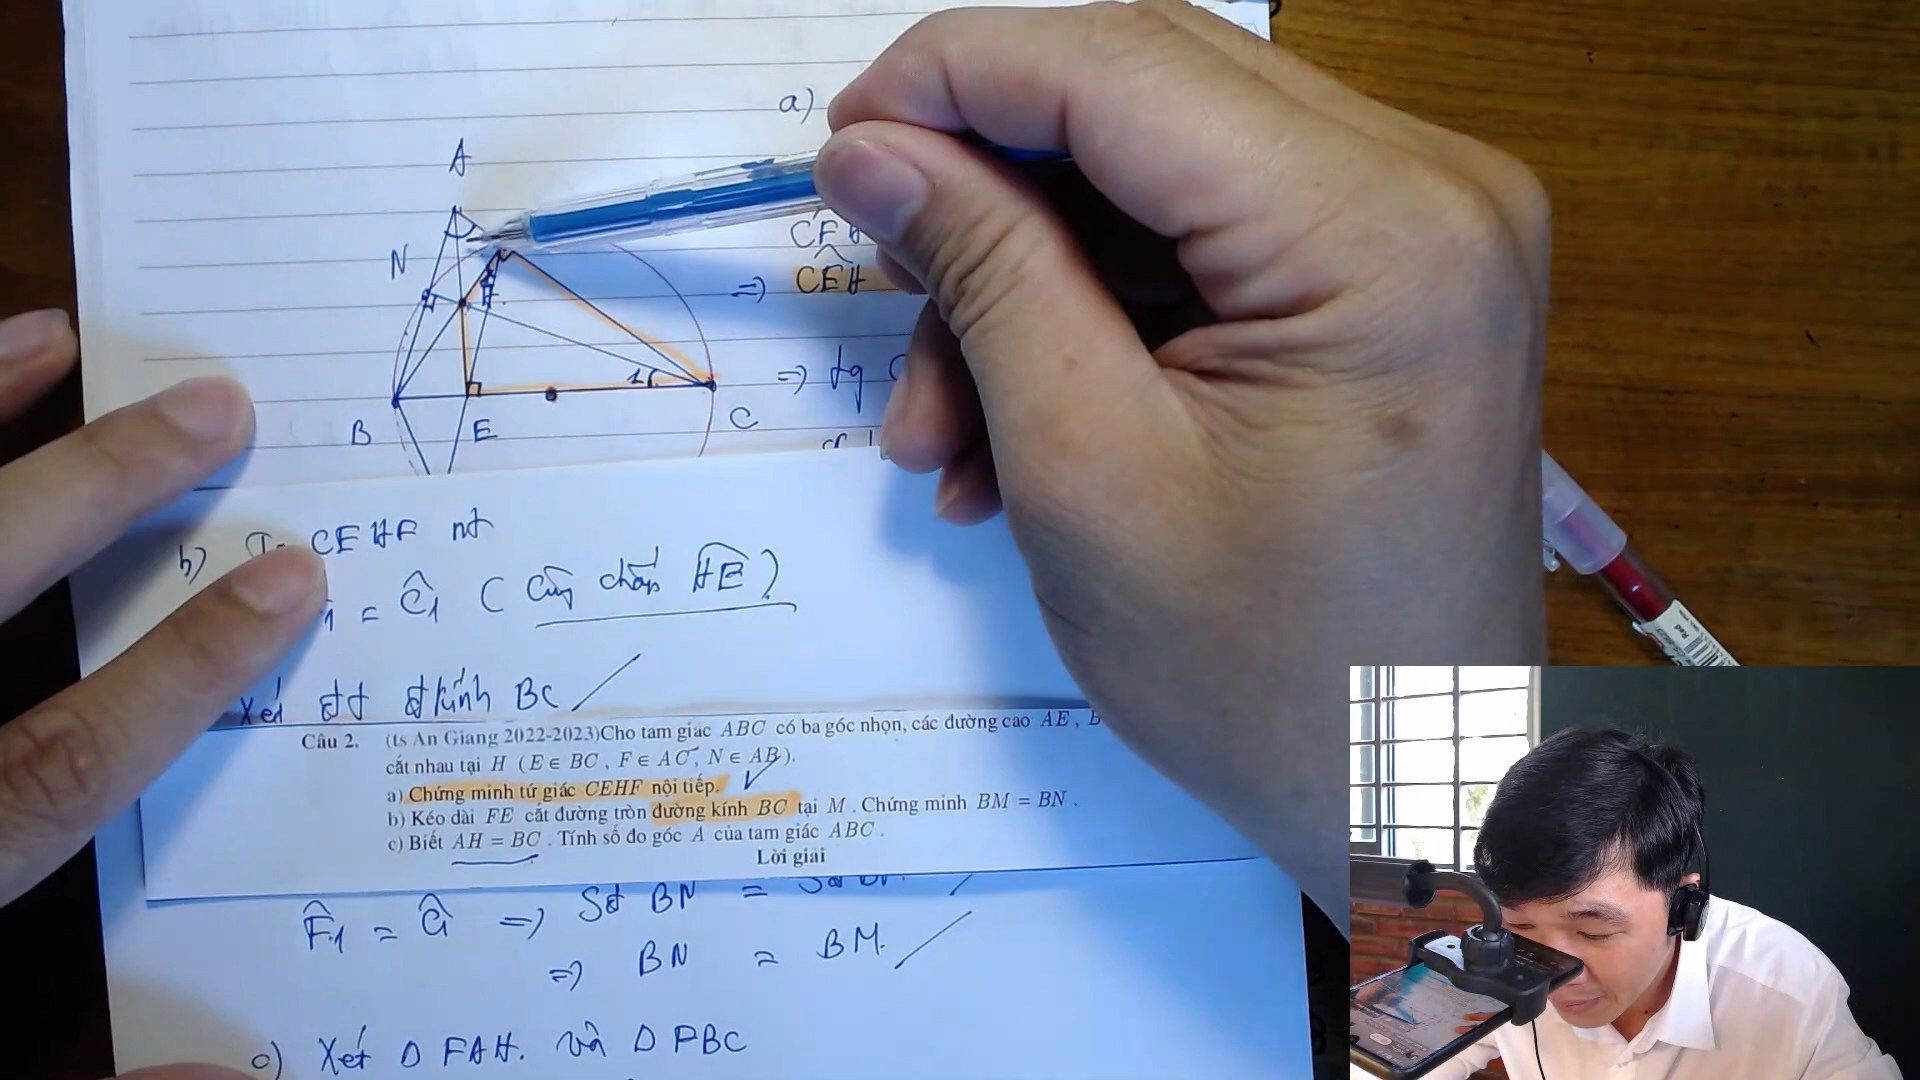 a)
A
CFH
N
CEH
=>
1
=> tg C
B E C
b) CEHF nt
1 = Ĉ1 ( Cùng chắn HE )
Xét đt đkính BC
Câu 2. (ts An Giang 2022-2023)Cho tam giác ABC có ba góc nhọn, các đường cao AE , B
cắt nhau tại H ( E ∈ BC , F ∈ AC , N ∈ AB ).
a) Chứng minh tứ giác CEHF nội tiếp.
b) Kéo dài FE cắt đường tròn đường kính BC tại M . Chứng minh BM = BN .
c) Biết AH = BC . Tính số đo góc A của tam giác ABC .
Lời giải
F̂1 = Ĉ1 => Sđ BN =
=> BN = BM.
c) Xét Δ FAH. và Δ FBC
Red